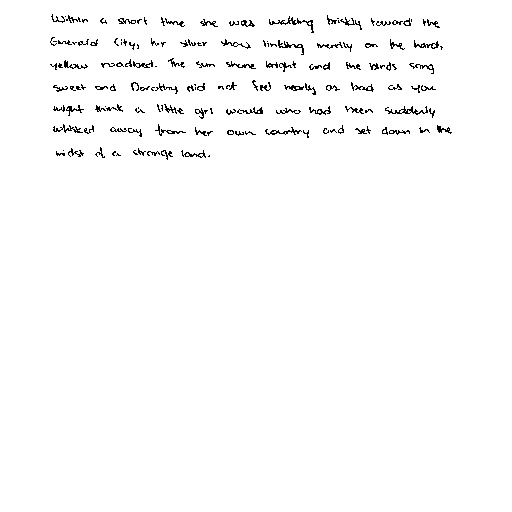 Within a short time she was walking briskly toward the
Emerald City, her silver shoes tinkling merrily on the hard,
yellow roadbed. The sun shone bright and the birds sang
sweet and Dorothy did not feel nearly as bad as you
might think a little girl would who had been suddenly
whisked away from her own country and set down in the
midst of a strange land.